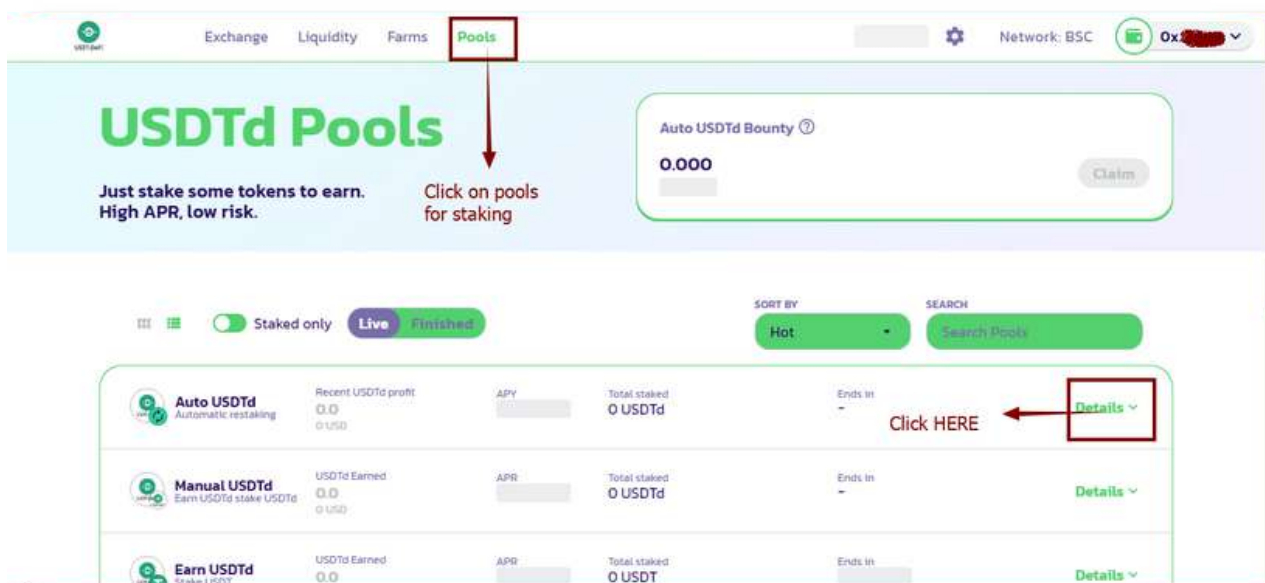 USDT DeFi
Exchange Liquidity Farms Pools
Network: BSC
USDTd Pools
Just stake some tokens to earn.
High APR, low risk.
Click on pools
for staking
Auto USDTd Bounty
0.000
Claim
Staked only
Live Finished
SORT BY
Hot
SEARCH
Search Pools
Auto USDTd
Automatic restaking
Recent USDTd profit
0.0
0 USD
APY
Total staked
0 USDTd
Ends in
-
Click HERE
Details
Manual USDTd
Earn USDTd stake USDTd
USDTd Earned
0.0
0 USD
APR
Total staked
0 USDTd
Ends in
-
Details
Earn USDTd
Stake USDT
USDTd Earned
0.0
APR
Total staked
0 USDT
Ends in
Details